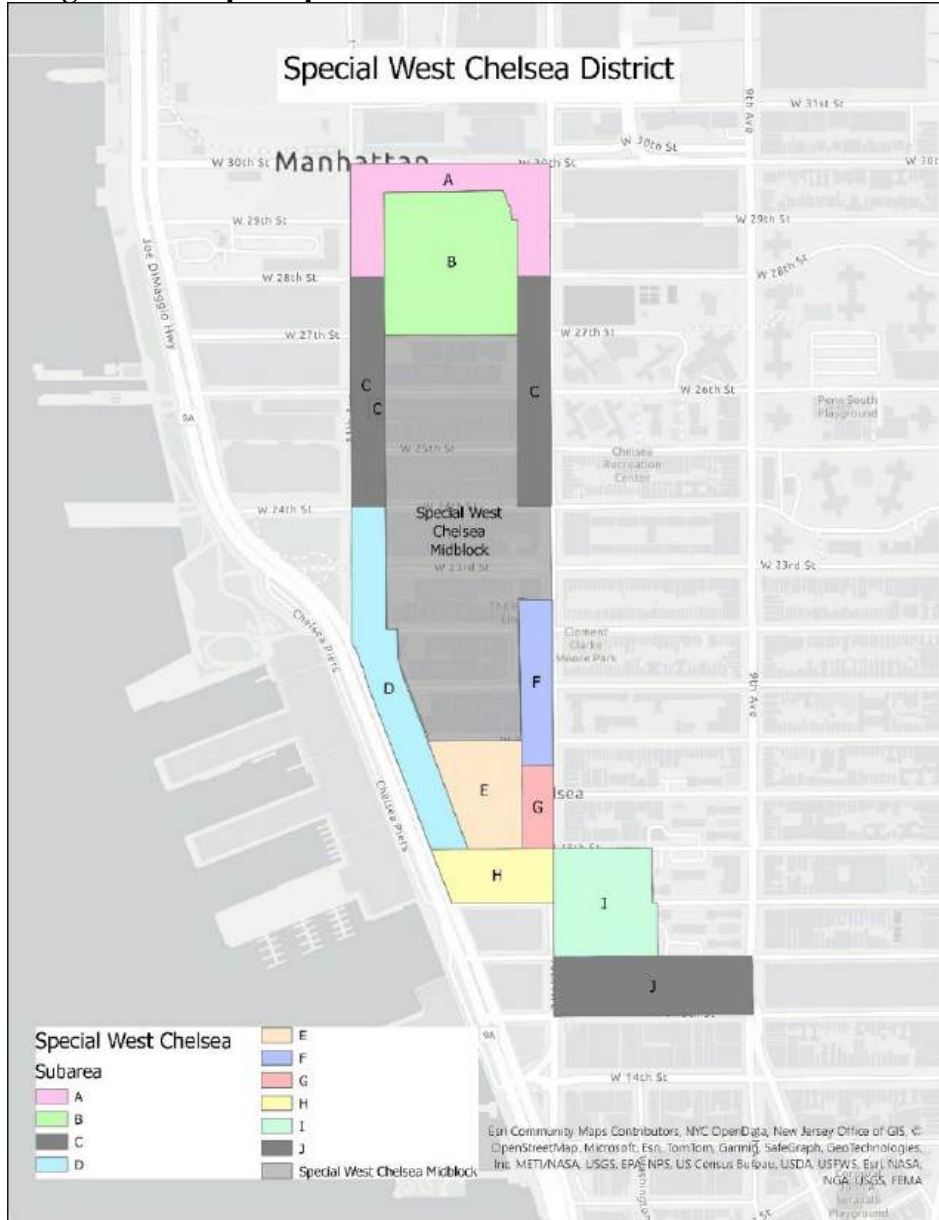 Special West Chelsea District
W 31st St
9th Ave
W 30th St
W 30th St
Manhattan
W 30th St
A
W 29th St
W 29th St
Joe DiMaggio Hwy
B
W 28th St
W 28th St
W 27th St
W 27th St
C
C
C
W 26th St
Penn South
Playground
9A
W 25th St
Chelsea
Recreation
Center
W 24th St
Special West
Chelsea
Midblock
W 23rd St
W 23rd St
Chelsea Piers
Clement
Clarke
Moore Park
D
F
9th Ave
Chelsea Piers
E
G
H
I
J
9A
W 14th St
Special West Chelsea
Subarea
A
B
C
D
E
F
G
H
I
J
Special West Chelsea Midblock
Esri Community Maps Contributors, NYC OpenData, New Jersey Office of GIS, ©
OpenStreetMap, Microsoft, Esri, TomTom, Garmin, SafeGraph, GeoTechnologies,
Inc, METI/NASA, USGS, EPA, NPS, US Census Bureau, USDA, USFWS, Esri, NASA,
NGA, USGS, FEMA
Playground